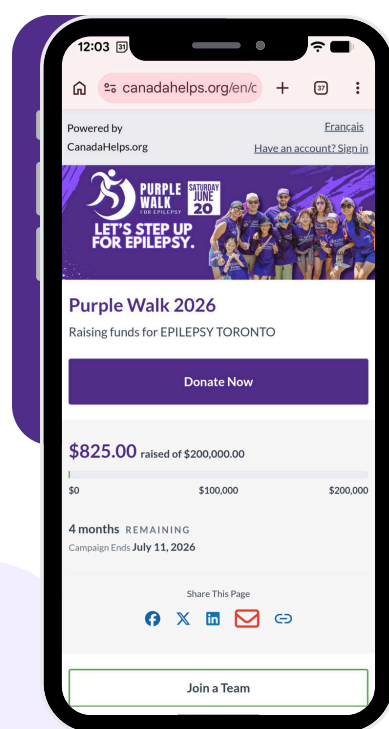 12:03 31
canadahelps.org/en/c
37
Powered by
CanadaHelps.org
Français
Have an account? Sign in
PURPLE
WALK
FOR EPILEPSY
SATURDAY
JUNE
20
LET'S STEP UP
FOR EPILEPSY.
Purple Walk 2026
Raising funds for EPILEPSY TORONTO
Donate Now
$825.00 raised of $200,000.00
$0 $100,000 $200,000
4 months REMAINING
Campaign Ends July 11, 2026
Share This Page
Join a Team